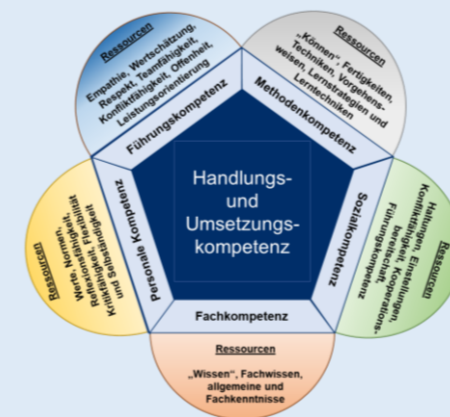 Ressourcen
Empathie, Wertschätzung,
Respekt, Teamfähigkeit,
Konfliktfähigkeit, Offenheit,
Leistungsorientierung
Führungskompetenz
Ressourcen
„Können“, Fertigkeiten,
Techniken, Vorgehens-
weisen, Lernstrategien und
Lerntechniken
Methodenkompetenz
Ressourcen
Haltungen, Einstellungen,
Konfliktfähigkeit, Kooperations-
bereitschaft,
Führungskompetenz
Sozialkompetenz
Ressourcen
Werte, Normen,
Reflexionsfähigkeit,
Kritikfähigkeit, Flexibilität
und Selbständigkeit
Personale Kompetenz
Handlungs-
und
Umsetzungs-
kompetenz
Fachkompetenz
Ressourcen
„Wissen“, Fachwissen,
allgemeine und
Fachkenntnisse